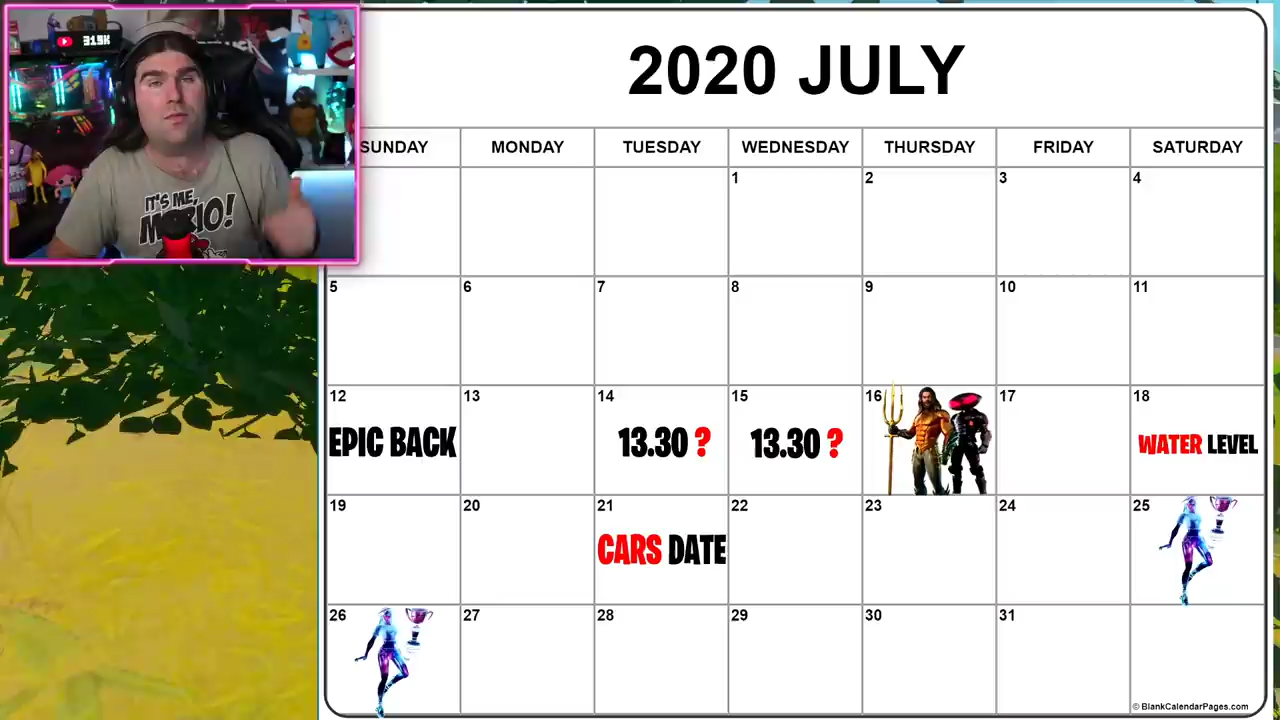 315K
IT'S ME,
MARIO!
2020 JULY
SUNDAY MONDAY TUESDAY WEDNESDAY THURSDAY FRIDAY SATURDAY
1 2 3 4
5 6 7 8 9 10 11
12 13 14 15 16 17 18
EPIC BACK 13.30 ? 13.30 ? WATER LEVEL
19 20 21 22 23 24 25
CARS DATE
26 27 28 29 30 31
© BlankCalendarPages.com